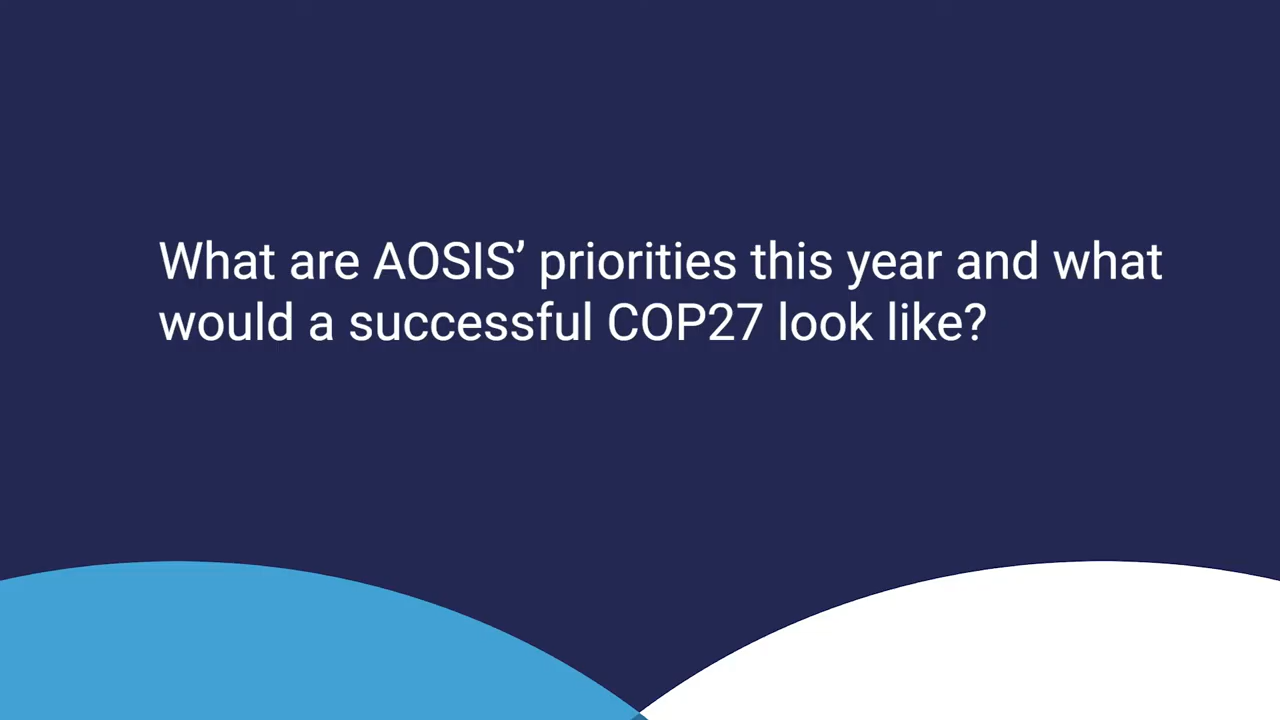 What are AOSIS’ priorities this year and what
would a successful COP27 look like?